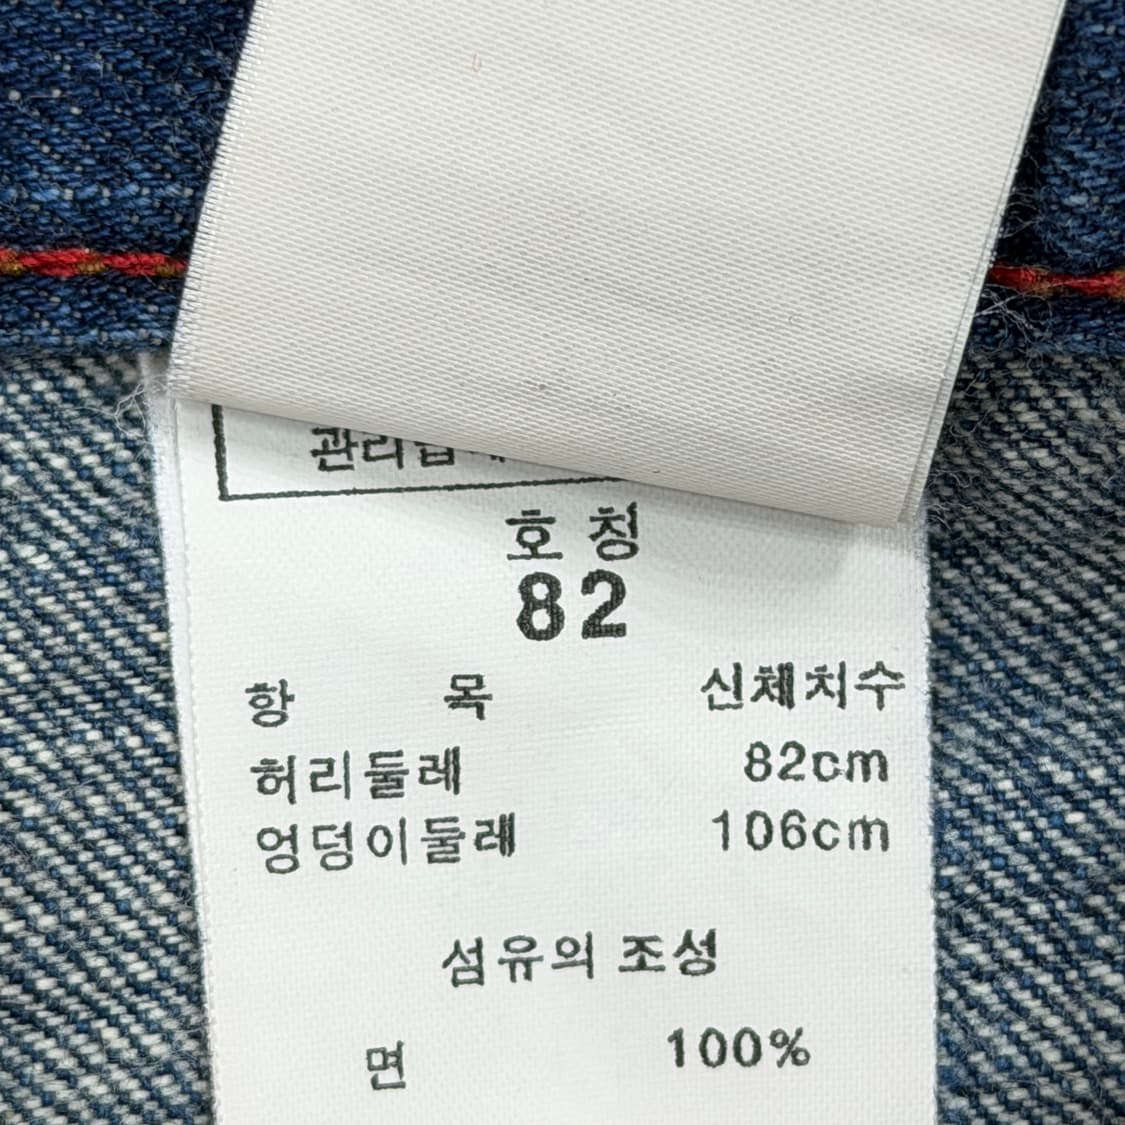 호칭
82
항 목 신체치수
허리둘레 82cm
엉덩이둘레 106cm
섬유의 조성
면 100%